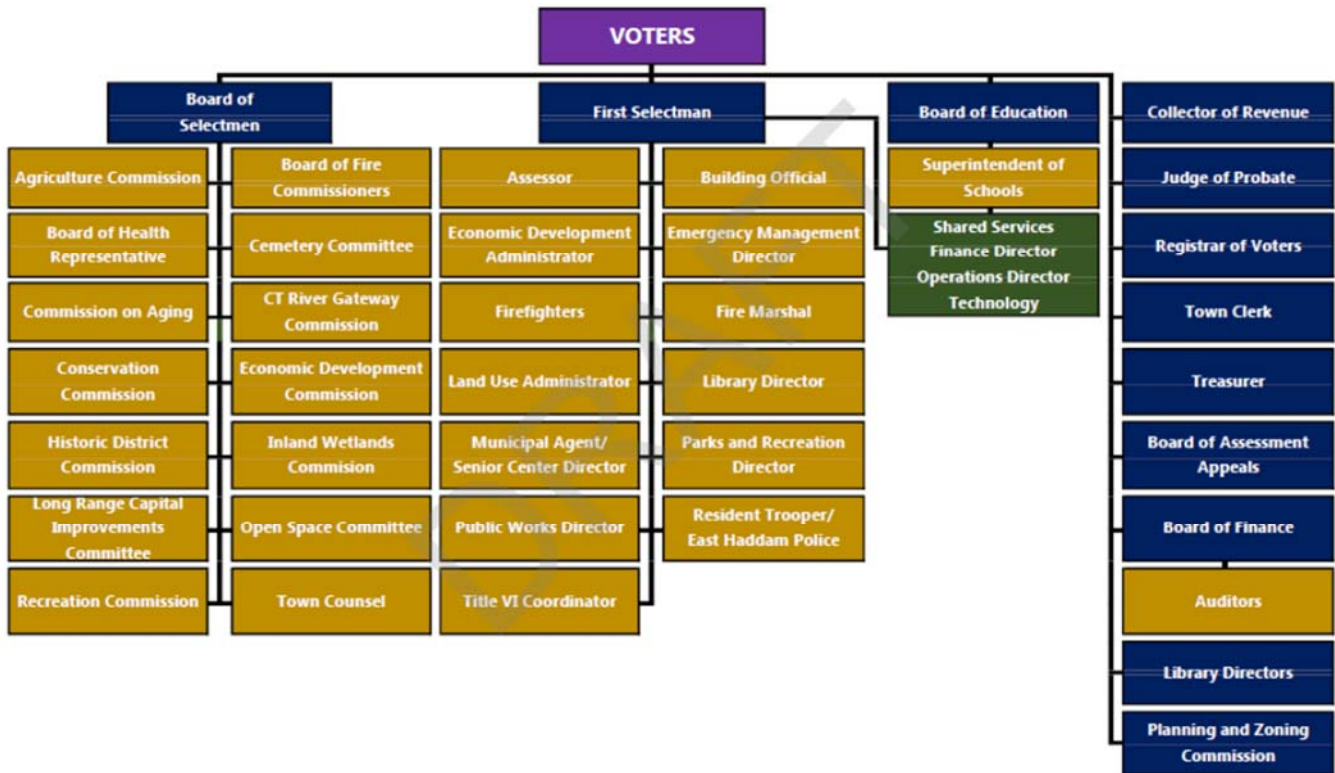 VOTERS
Board of
Selectmen
First Selectman
Board of Education
Collector of Revenue
Agriculture Commission
Board of Fire
Commissioners
Assessor
Building Official
Superintendent of
Schools
Judge of Probate
Board of Health
Representative
Cemetery Committee
Economic Development
Administrator
Emergency Management
Director
Shared Services
Finance Director
Operations Director
Technology
Registrar of Voters
Commission on Aging
CT River Gateway
Commission
Firefighters
Fire Marshal
Town Clerk
Conservation
Commission
Economic Development
Commission
Land Use Administrator
Library Director
Treasurer
Historic District
Commission
Inland Wetlands
Commision
Municipal Agent/
Senior Center Director
Parks and Recreation
Director
Board of Assessment
Appeals
Long Range Capital
Improvements
Committee
Open Space Committee
Public Works Director
Resident Trooper/
East Haddam Police
Board of Finance
Recreation Commission
Town Counsel
Title VI Coordinator
Auditors
Library Directors
Planning and Zoning
Commission
DRAFT